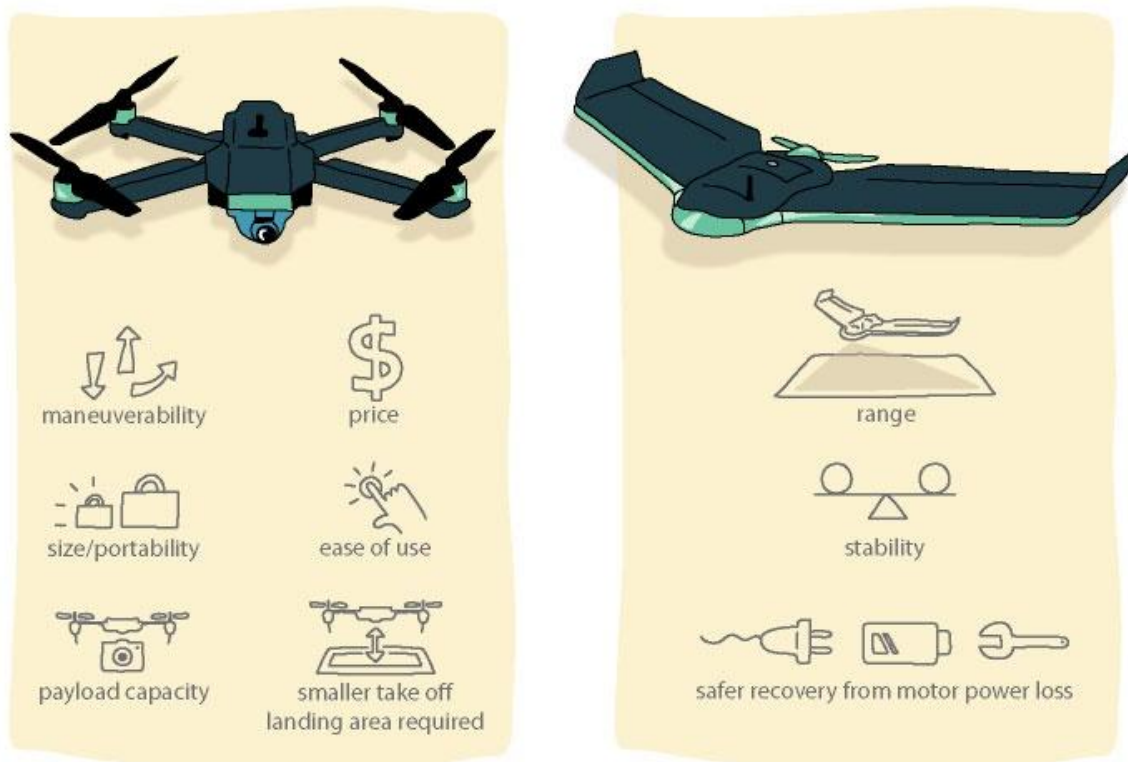 maneuverability
price
size/portability
ease of use
payload capacity
smaller take off
landing area required
range
stability
safer recovery from motor power loss